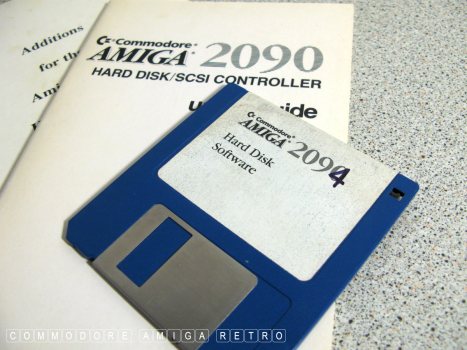 Additions
for the
Commodore®
AMIGA® 2090
HARD DISK/SCSI CONTROLLER
Commodore®
AMIGA® 2094
Hard Disk
Software
COMMODORE AMIGA RETRO